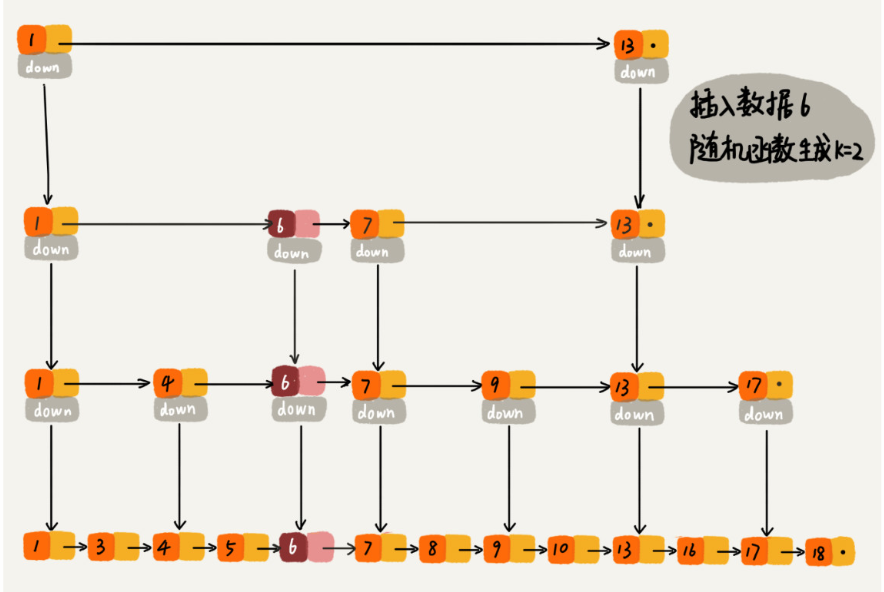 1 13
down down
插入数据6
随机函数生成K=2
1 6 7 13
down down down down
1 4 6 7 9 13 17
down down down down down down down
1 3 4 5 6 7 8 9 10 13 16 17 18